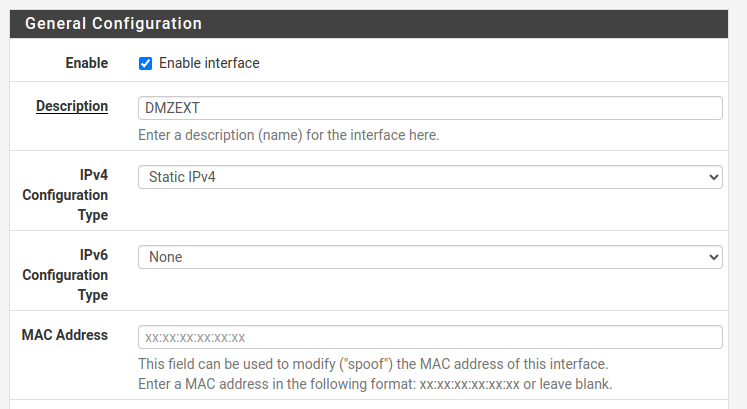 General Configuration
Enable
Enable interface
Description
DMZEXT
Enter a description (name) for the interface here.
IPv4
Configuration
Type
Static IPv4
IPv6
Configuration
Type
None
MAC Address
xx:xx:xx:xx:xx:xx
This field can be used to modify ("spoof") the MAC address of this interface.
Enter a MAC address in the following format: xx:xx:xx:xx:xx:xx or leave blank.